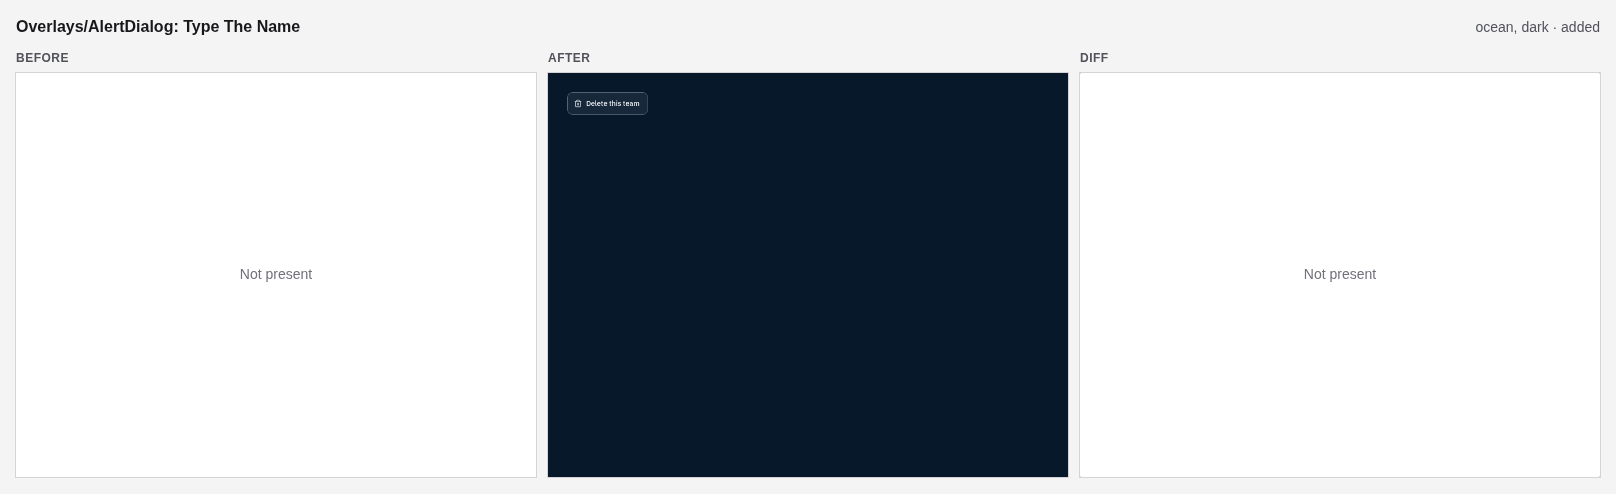 Overlays/AlertDialog: Type The Name
ocean, dark · added
BEFORE
AFTER
DIFF
Not present
Delete this team
Not present